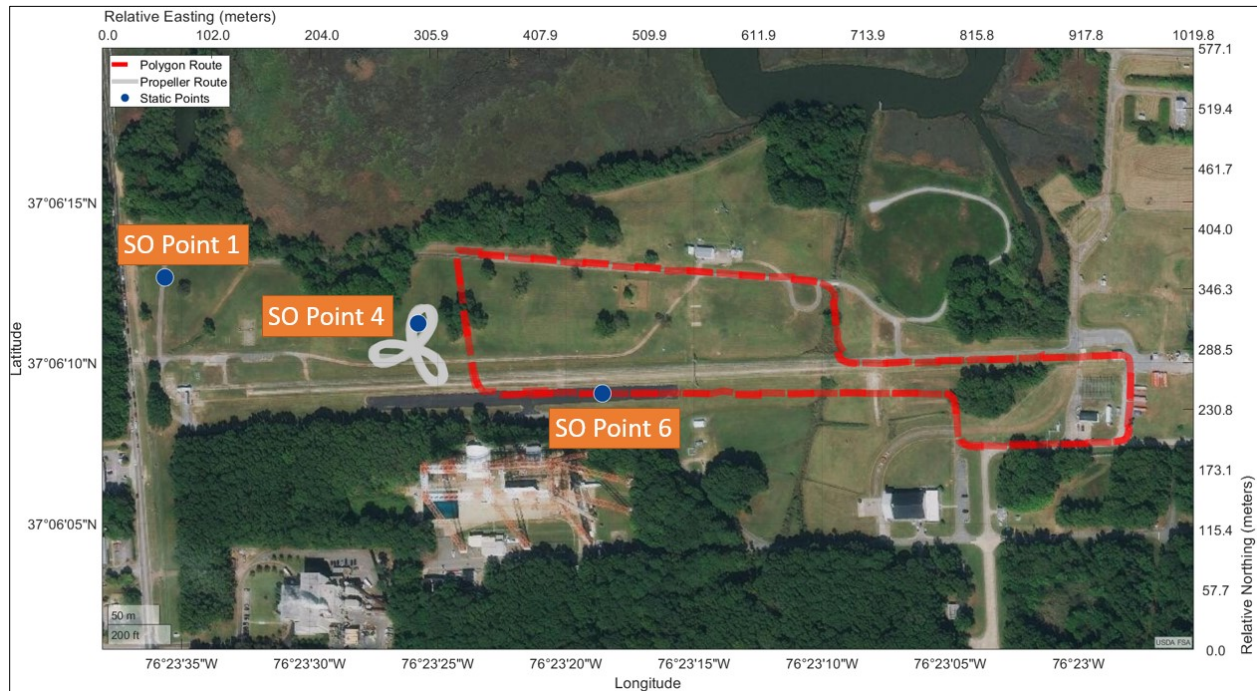 Relative Easting (meters)
0.0 102.0 204.0 305.9 407.9 509.9 611.9 713.9 815.8 917.8 1019.8
Polygon Route
Propeller Route
Static Points
577.1
519.4
461.7
404.0
346.3
288.5
230.8
173.1
115.4
57.7
0.0
Relative Northing (meters)
37°06'15"N
37°06'10"N
37°06'05"N
Latitude
SO Point 1
SO Point 4
SO Point 6
50 m
200 ft
USDA FSA
76°23'35"W 76°23'30"W 76°23'25"W 76°23'20"W 76°23'15"W 76°23'10"W 76°23'05"W 76°23'W
Longitude